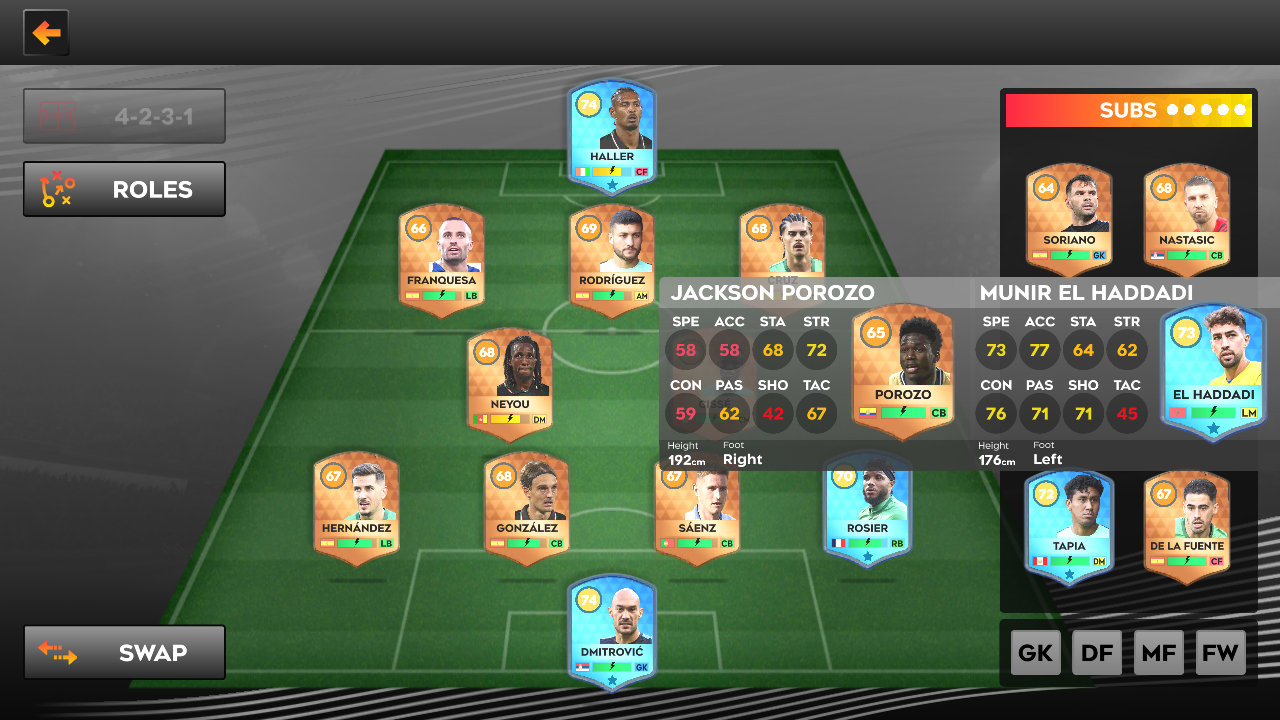 4-2-3-1
ROLES
SUBS
74
HALLER
CF
66
FRANQUESA
LB
69
RODRÍGUEZ
AM
68
CRUZ
64
SORIANO
GK
68
NASTASIC
CB
JACKSON POROZO
SPE ACC STA STR
58 58 68 72
CON PAS SHO TAC
59 62 42 67
Height Foot
192cm Right
65
POROZO
CB
MUNIR EL HADDADI
SPE ACC STA STR
73 77 64 62
CON PAS SHO TAC
76 71 71 45
Height Foot
176cm Left
73
EL HADDADI
LM
68
NEYOU
DM
CISSÉ
67
HERNÁNDEZ
LB
68
GONZÁLEZ
CB
67
SÁENZ
CB
70
ROSIER
RB
72
TAPIA
DM
67
DE LA FUENTE
CF
74
DMITROVIĆ
GK
SWAP
GK DF MF FW